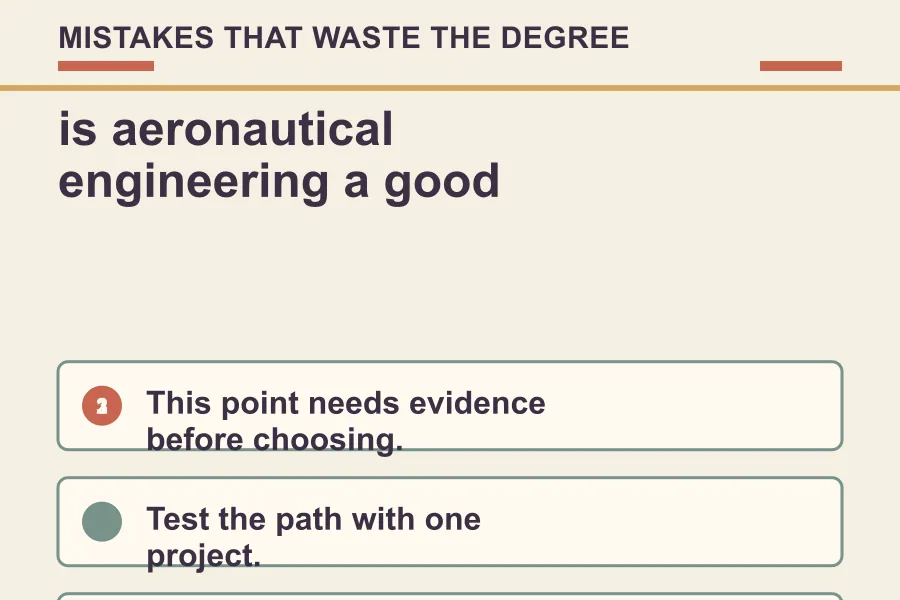 MISTAKES THAT WASTE THE DEGREE
is aeronautical
engineering a good
This point needs evidence
before choosing.
Test the path with one
project.